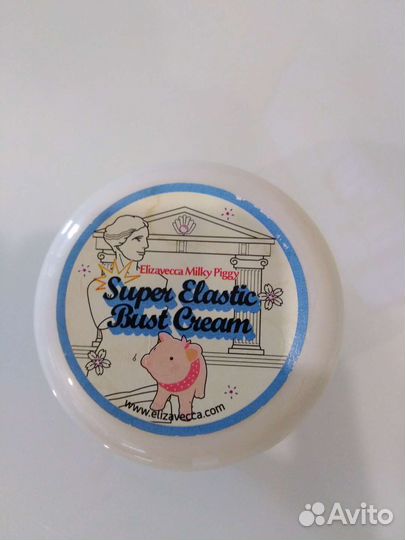 Elizavecca Milky Piggy
Super Elastic
Bust Cream
www.elizavecca.com
Avito